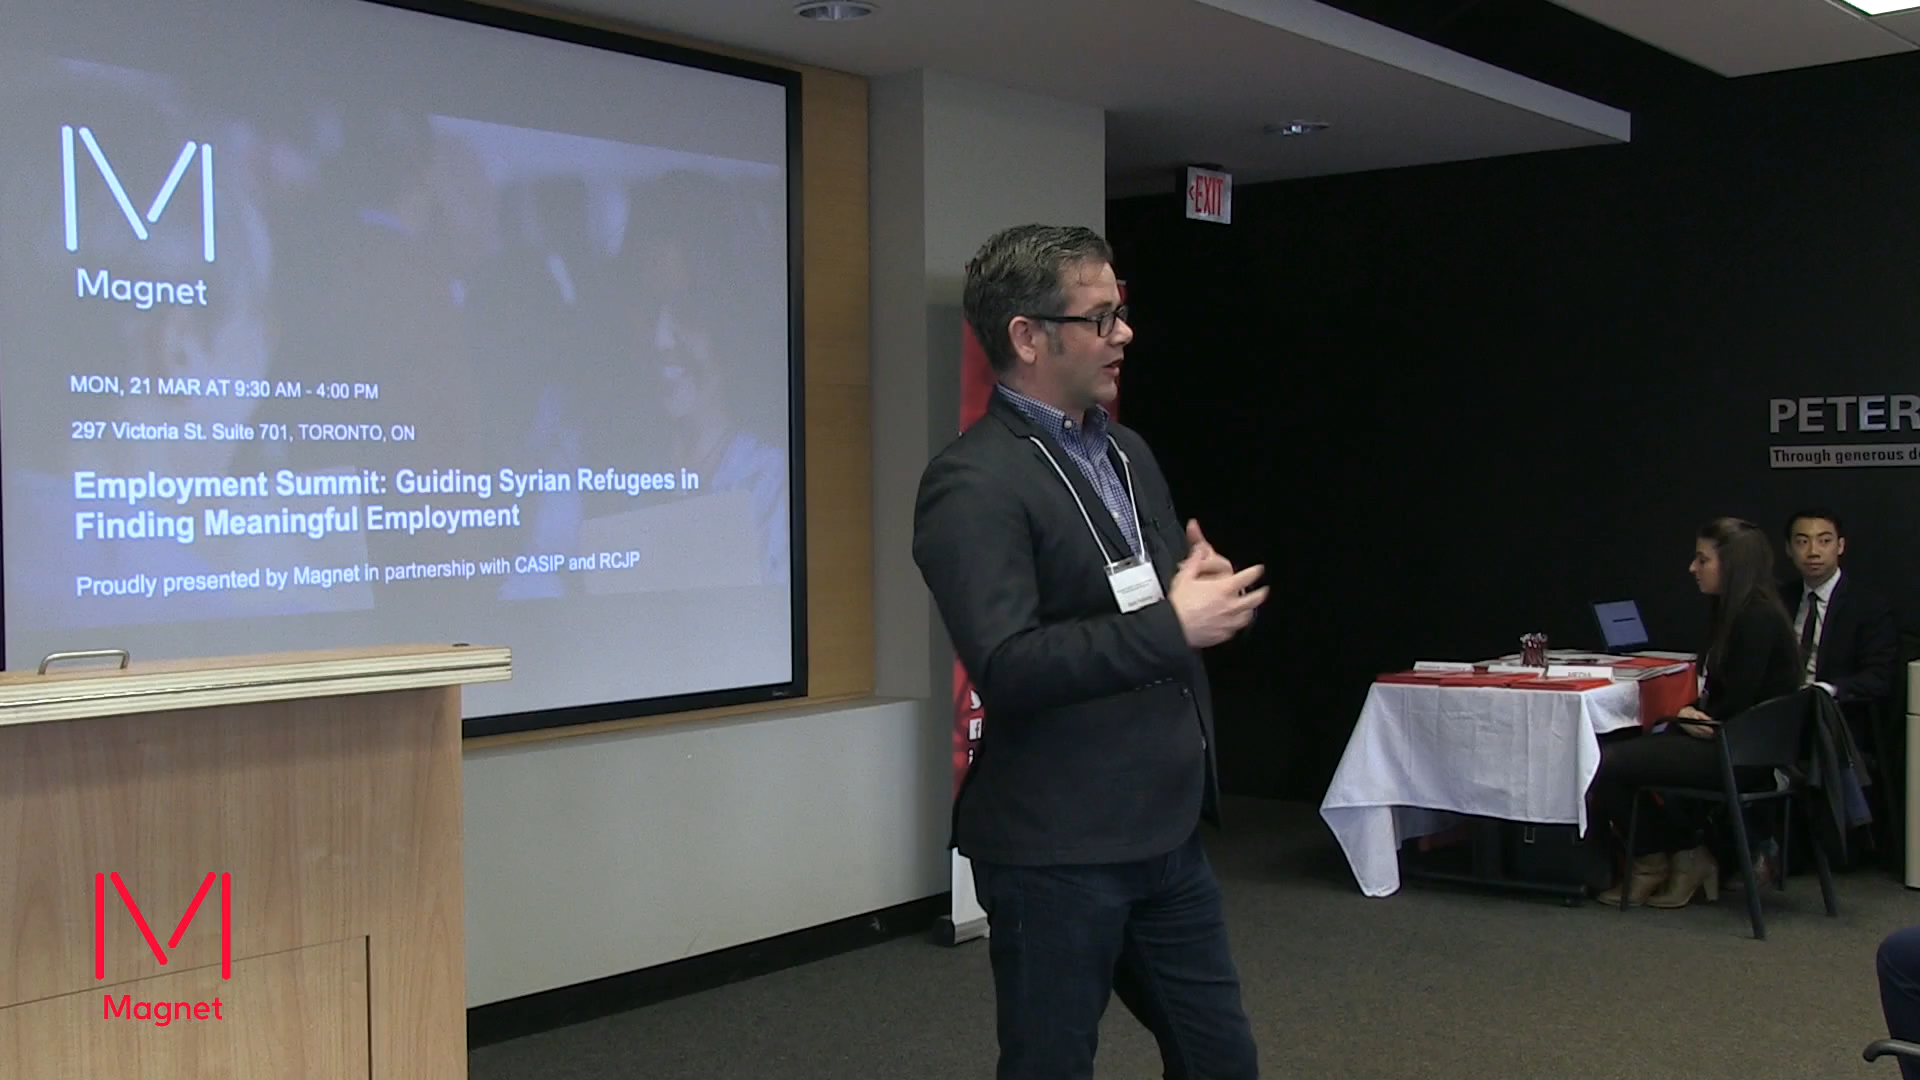 Magnet
MON, 21 MAR AT 9:30 AM - 4:00 PM
297 Victoria St. Suite 701, TORONTO, ON
Employment Summit: Guiding Syrian Refugees in
Finding Meaningful Employment
Proudly presented by Magnet in partnership with CASIP and RCJP
EXIT
PETER
Through generous
MEDIA
Magnet